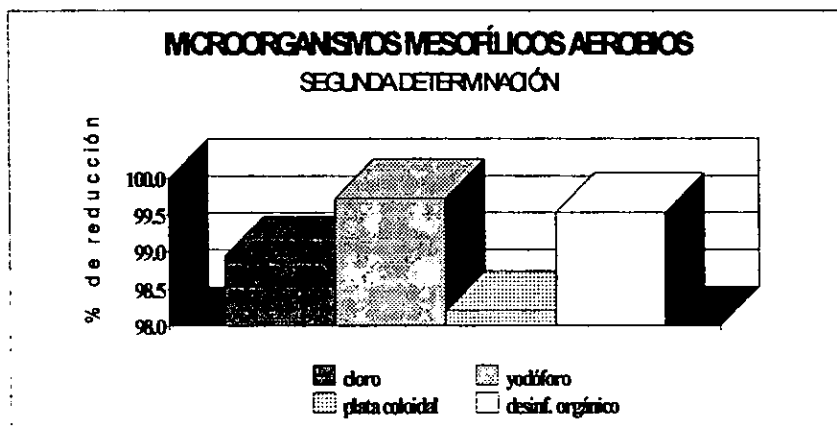 MICROORGANISMOS MESOFÍLICOS AEROBIOS
SEGUNDA DETERMINACIÓN
% de reducción
100.0
99.5
99.0
98.5
98.0
cloro yodóforo
plata coloidal desinf. orgánico